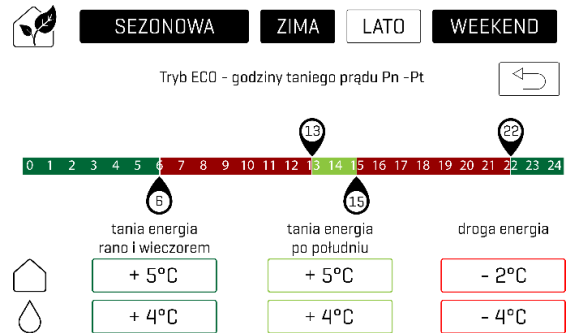 SEZONOWA ZIMA LATO WEEKEND
Tryb ECO - godziny taniego prądu Pn -Pt
13 22
0 1 2 3 4 5 6 7 8 9 10 11 12 13 14 15 16 17 18 19 20 21 22 23 24
6 15
tania energia tania energia droga energia
rano i wieczorem po południu
+ 5°C + 5°C - 2°C
+ 4°C + 4°C - 4°C